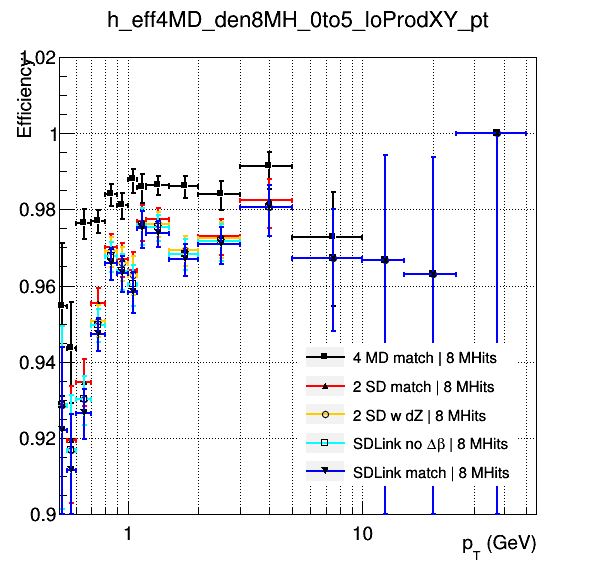 h_eff4MD_den8MH_0to5_loProdXY_pt
Efficiency
1.02
1
0.98
0.96
0.94
0.92
0.9
4 MD match | 8 MHits
2 SD match | 8 MHits
2 SD w dZ | 8 MHits
SDLink no Δβ | 8 MHits
SDLink match | 8 MHits
1
10
p_T (GeV)